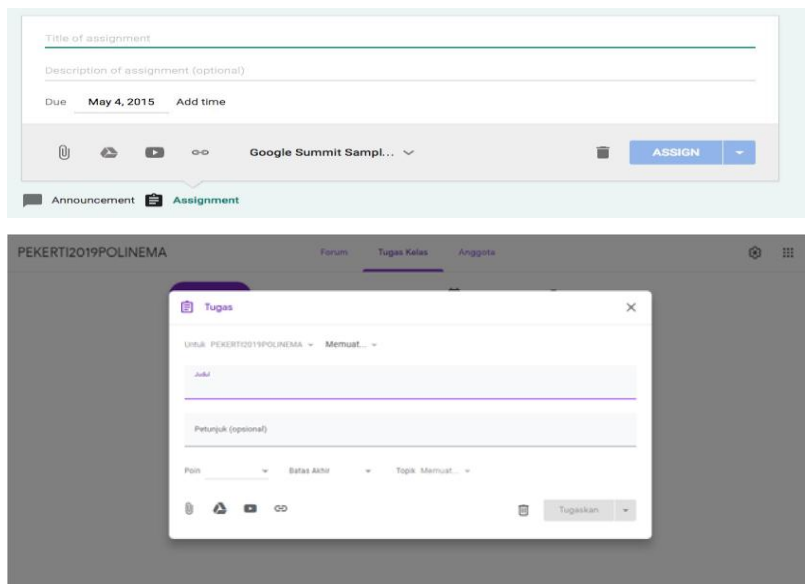 Title of assignment
Description of assignment (optional)
Due May 4, 2015 Add time
Google Summit Sampl... ASSIGN
Announcement Assignment
PEKERTI2019POLINEMA Forum Tugas Kelas Anggota
Tugas
Untuk PEKERTI2019POLINEMA Memuat...
Judul
Petunjuk (opsional)
Poin Batas Akhir Topik Memuat...
Tugaskan